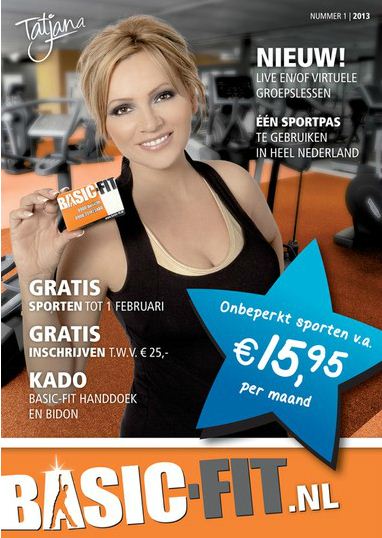 Tatjana
NUMMER 1 | 2013
NIEUW!
LIVE EN/OF VIRTUELE
GROEPSLESSEN
ÉÉN SPORTPAS
TE GEBRUIKEN
IN HEEL NEDERLAND
BASIC-FIT
GRATIS
SPORTEN TOT 1 FEBRUARI
GRATIS
INSCHRIJVEN T.W.V. € 25,-
KADO
BASIC-FIT HANDDOEK
EN BIDON
Onbeperkt sporten v.a.
€15,95
per maand
BASIC-FIT.NL